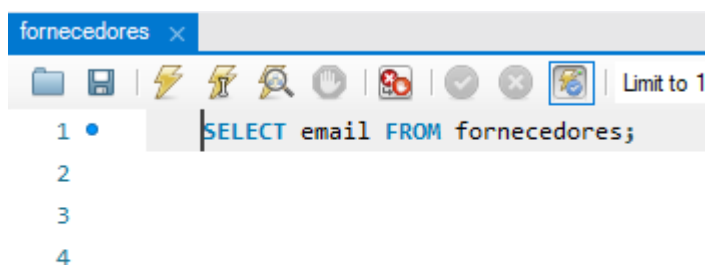 fornecedores
Limit to 1
1 SELECT email FROM fornecedores;
2
3
4